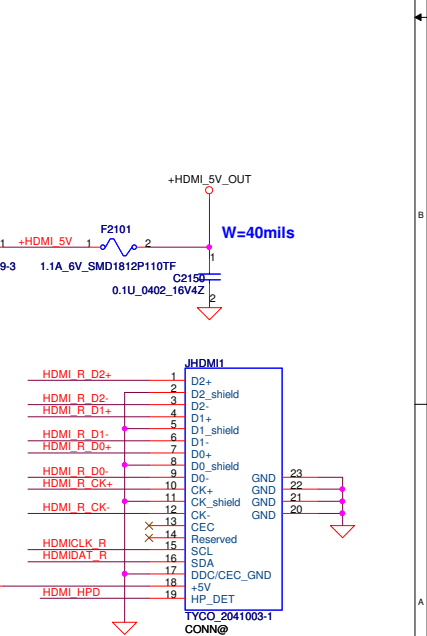 +HDMI_5V_OUT
F2101
W=40mils
1 +HDMI_5V 1 2
1
9-3 1.1A_6V_SMD1812P110TF
C2150
0.1U_0402_16V4Z
2
B
JHDMI1
HDMI_R_D2+ 1 D2+
2 D2_shield
HDMI_R_D2- 3 D2-
HDMI_R_D1+ 4 D1+
5 D1_shield
HDMI_R_D1- 6 D1-
HDMI_R_D0+ 7 D0+
8 D0_shield
HDMI_R_D0- 9 D0- GND 23
HDMI_R_CK+ 10 CK+ GND 22
11 CK_shield GND 21
HDMI_R_CK- 12 CK- GND 20
13 CEC
14 Reserved
HDMICLK_R 15 SCL
HDMIDAT_R 16 SDA
17 DDC/CEC_GND
18 +5V
HDMI_HPD 19 HP_DET
A
TYCO_2041003-1
CONN@